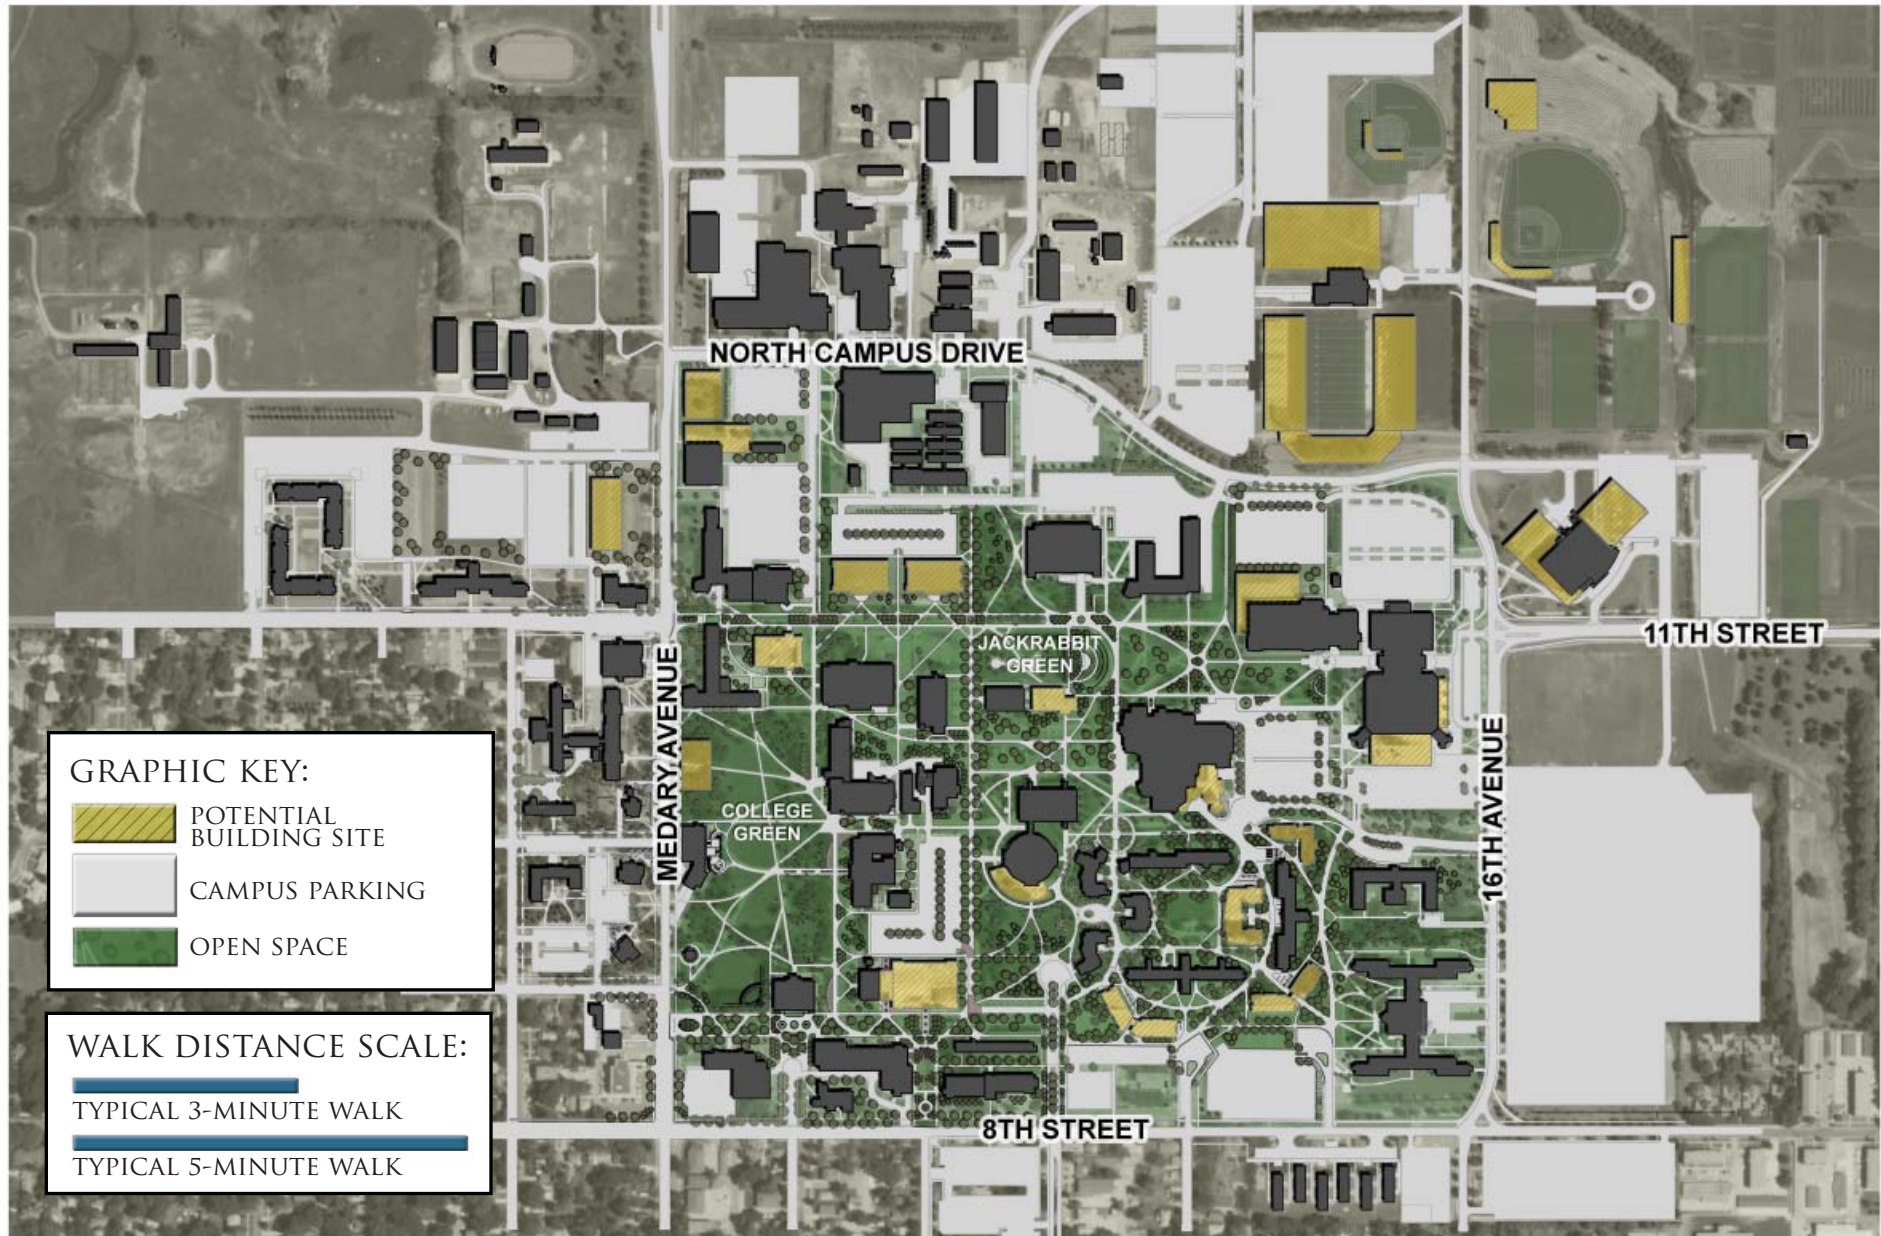 NORTH CAMPUS DRIVE
JACKRABBIT
GREEN
11TH STREET
MEDARY AVENUE
COLLEGE
GREEN
16TH AVENUE
8TH STREET
GRAPHIC KEY:
POTENTIAL
BUILDING SITE
CAMPUS PARKING
OPEN SPACE
WALK DISTANCE SCALE:
TYPICAL 3-MINUTE WALK
TYPICAL 5-MINUTE WALK